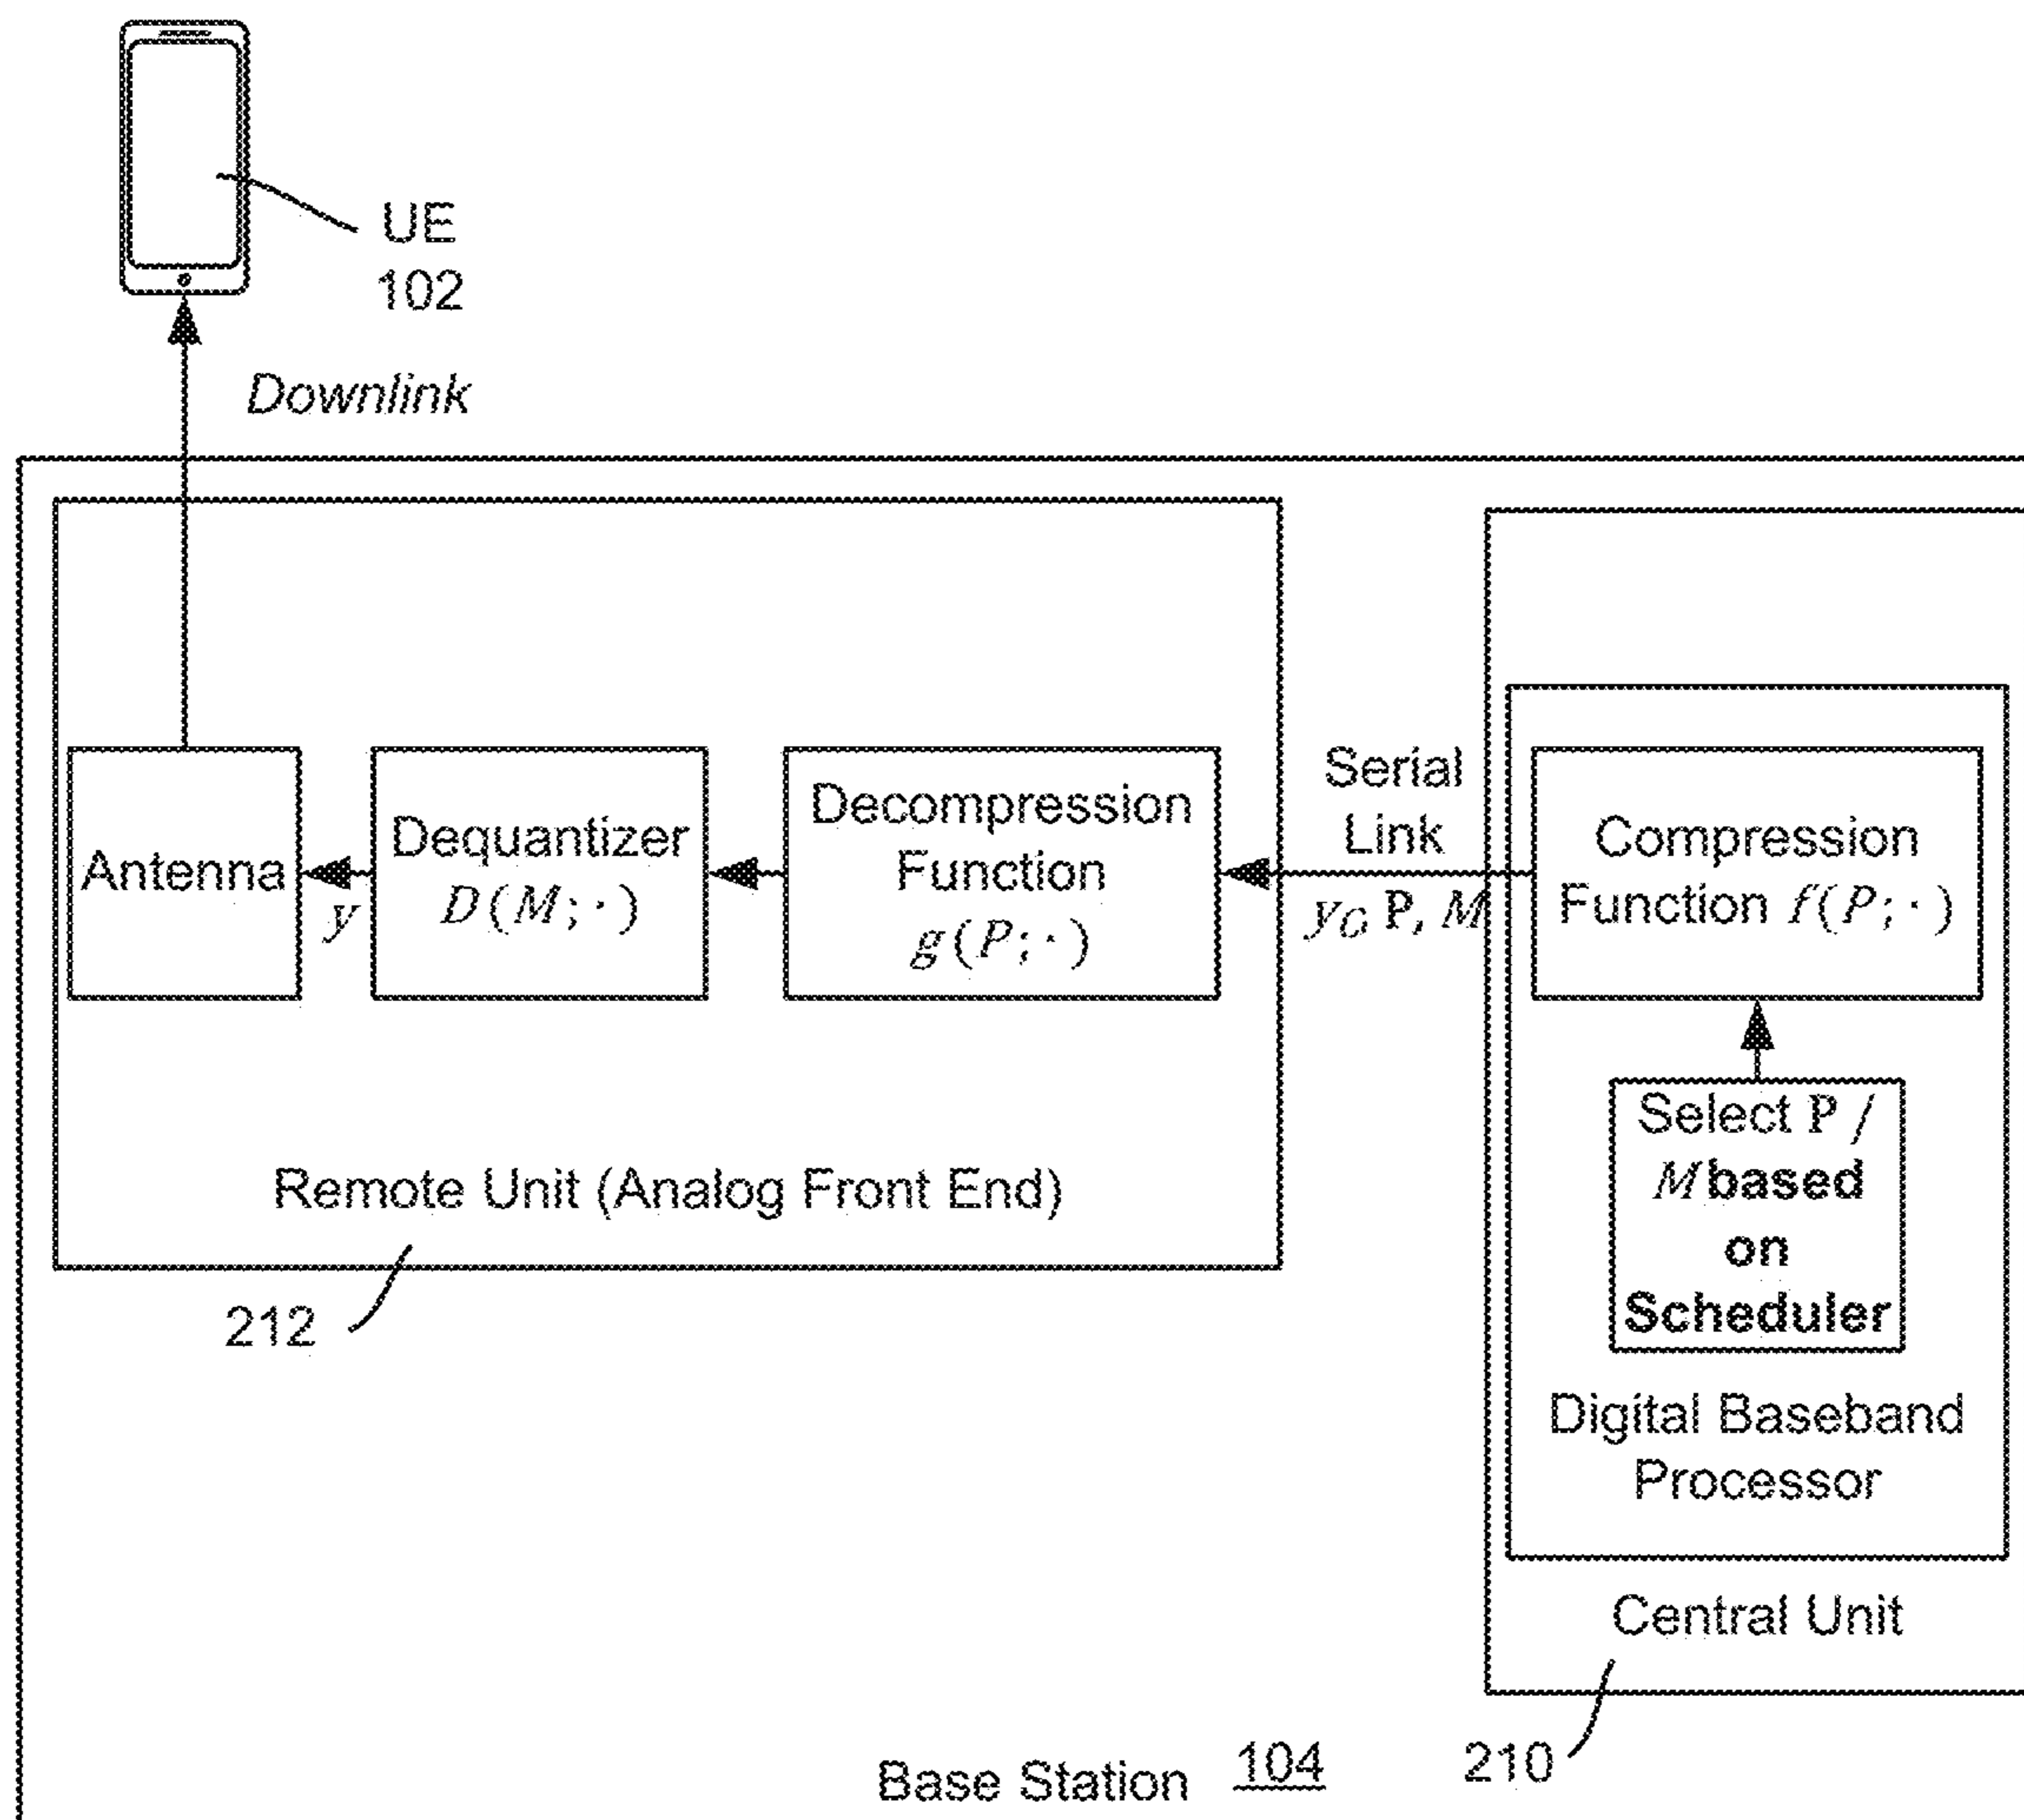 UE
102
Downlink
Antenna
y
Dequantizer
D(M;·)
Decompression
Function
g(P;·)
Serial
Link
y_G P, M
Compression
Function f(P;·)
Select P /
M based
on
Scheduler
Digital Baseband
Processor
Central Unit
Remote Unit (Analog Front End)
212
Base Station 104
210